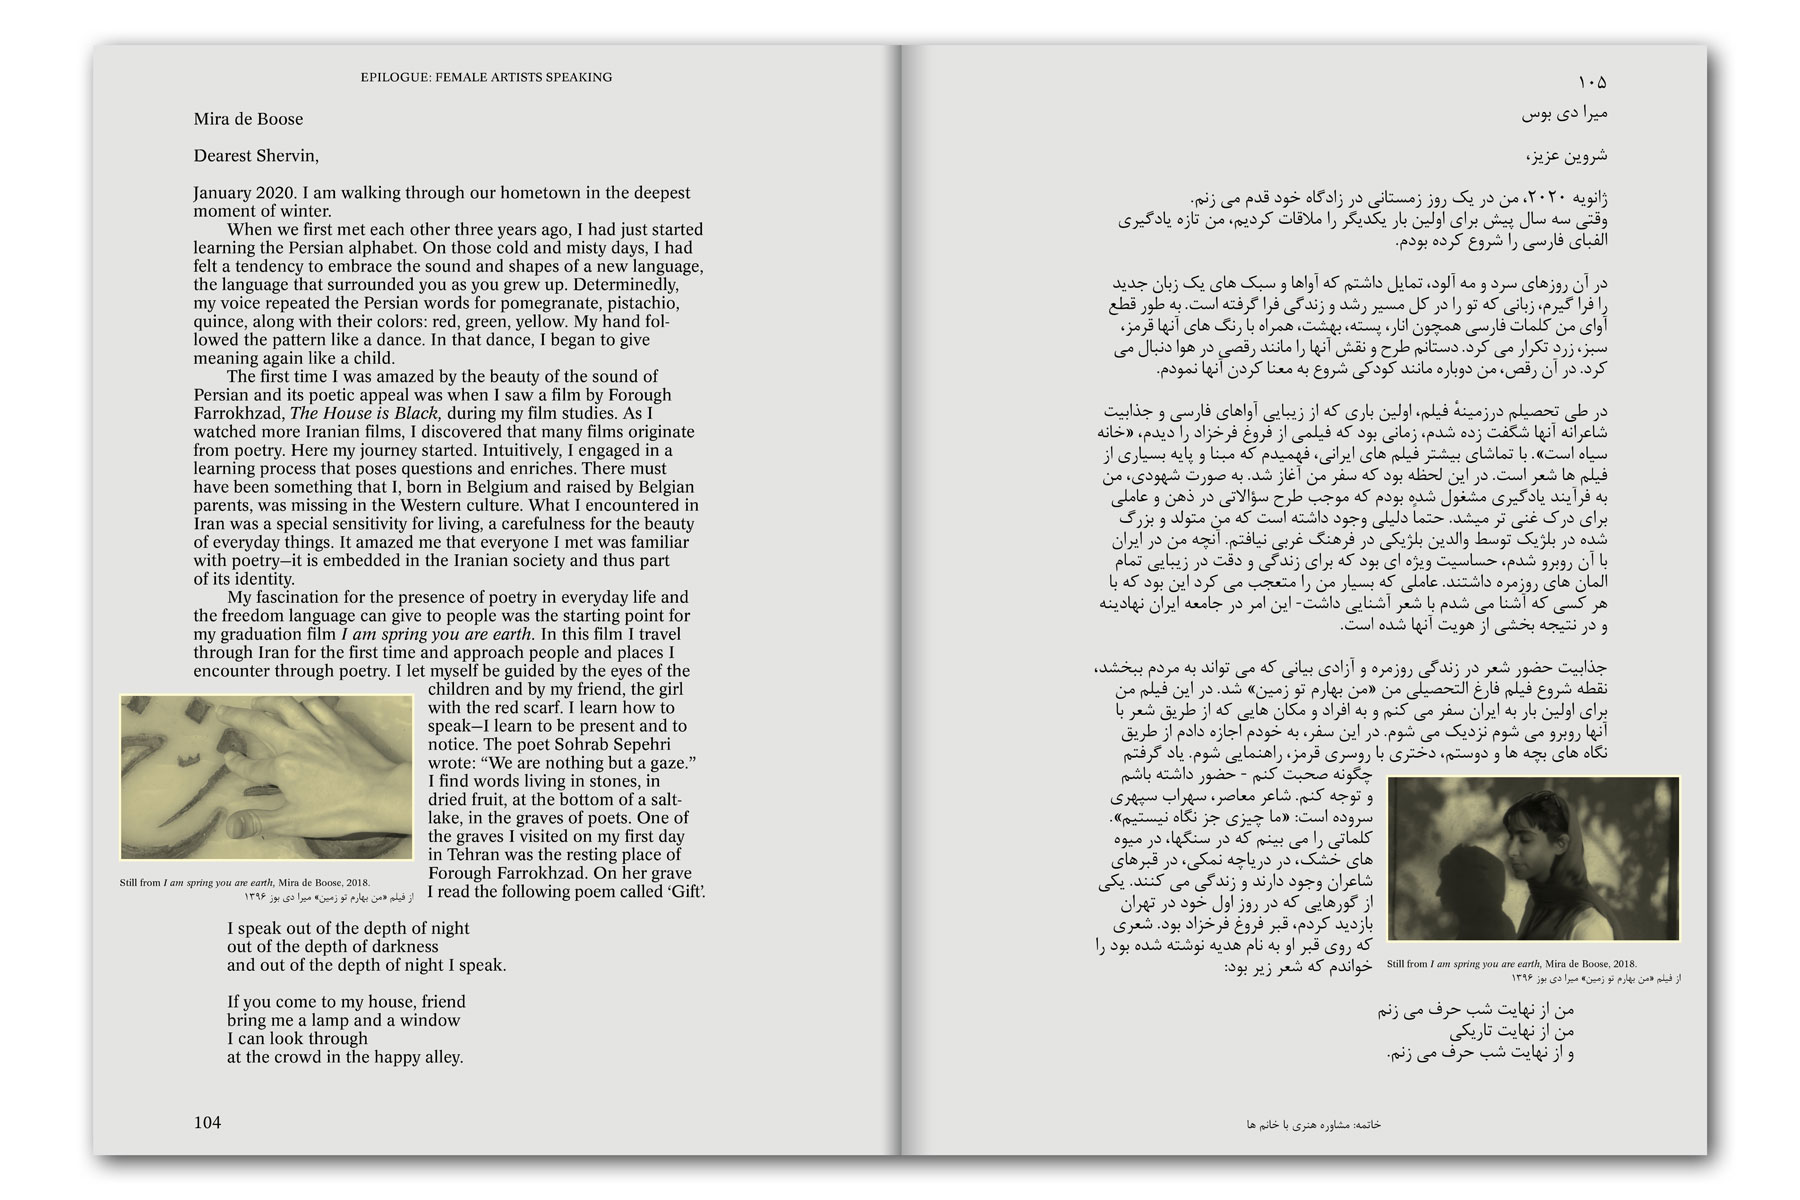 EPILOGUE: FEMALE ARTISTS SPEAKING
Mira de Boose
Dearest Shervin,
January 2020. I am walking through our hometown in the deepest
moment of winter.
When we first met each other three years ago, I had just started
learning the Persian alphabet. On those cold and misty days, I had
felt a tendency to embrace the sound and shapes of a new language,
the language that surrounded you as you grew up. Determinedly,
my voice repeated the Persian words for pomegranate, pistachio,
quince, along with their colors: red, green, yellow. My hand fol-
lowed the pattern like a dance. In that dance, I began to give
meaning again like a child.
The first time I was amazed by the beauty of the sound of
Persian and its poetic appeal was when I saw a film by Forough
Farrokhzad, The House is Black, during my film studies. As I
watched more Iranian films, I discovered that many films originate
from poetry. Here my journey started. Intuitively, I engaged in a
learning process that poses questions and enriches. There must
have been something that I, born in Belgium and raised by Belgian
parents, was missing in the Western culture. What I encountered in
Iran was a special sensitivity for living, a carefulness for the beauty
of everyday things. It amazed me that everyone I met was familiar
with poetry—it is embedded in the Iranian society and thus part
of its identity.
My fascination for the presence of poetry in everyday life and
the freedom language can give to people was the starting point for
my graduation film I am spring you are earth. In this film I travel
through Iran for the first time and approach people and places I
encounter through poetry. I let myself be guided by the eyes of the
children and by my friend, the girl
with the red scarf. I learn how to
speak—I learn to be present and to
notice. The poet Sohrab Sepehri
wrote: “We are nothing but a gaze.”
I find words living in stones, in
dried fruit, at the bottom of a salt-
lake, in the graves of poets. One of
the graves I visited on my first day
in Tehran was the resting place of
Forough Farrokhzad. On her grave
I read the following poem called ‘Gift’.
Still from I am spring you are earth, Mira de Boose, 2018.
از فیلم «من بهارم تو زمین» میرا دی بوز ۱۳۹۶
I speak out of the depth of night
out of the depth of darkness
and out of the depth of night I speak.
If you come to my house, friend
bring me a lamp and a window
I can look through
at the crowd in the happy alley.
104
۱۰۵
میرا دی بوس
شروین عزیز،
ژانویه ۲۰۲۰، من در یک روز زمستانی در زادگاه خود قدم می زنم.
وقتی سه سال پیش برای اولین بار یکدیگر را ملاقات کردیم، من تازه یادگیری
الفبای فارسی را شروع کرده بودم.
در آن روزهای سرد و مه آلود، تمایل داشتم که آواها و سبک های یک زبان جدید
را فرا گیرم، زبانی که تو را در کل مسیر رشد و زندگی فرا گرفته است. به طور قطع
آوای من کلمات فارسی همچون انار، پسته، بهشت، همراه با رنگ های آنها قرمز،
سبز، زرد تکرار می کرد. دستانم طرح و نقش آنها را مانند رقصی در هوا دنبال می
کرد. در آن رقص، من دوباره مانند کودکی شروع به معنا کردن آنها نمودم.
در طی تحصیلم درزمینهٔ فیلم، اولین باری که از زیبایی آواهای فارسی و جذابیت
شاعرانه آنها شگفت زده شدم، زمانی بود که فیلمی از فروغ فرخزاد را دیدم، «خانه
سیاه است». با تماشای بیشتر فیلم های ایرانی، فهمیدم که مبنا و پایه بسیاری از
فیلم ها شعر است. در این لحظه بود که سفر من آغاز شد. به صورت شهودی، من
به فرآیند یادگیری مشغول شده بودم که موجب طرح سؤالاتی در ذهن و عاملی
برای درک غنی تر میشد. حتماً دلیلی وجود داشته است که من متولد و بزرگ
شده در بلژیک توسط والدین بلژیکی در فرهنگ غربی نیافتم. آنچه من در ایران
با آن روبرو شدم، حساسیت ویژه ای بود که برای زندگی و دقت در زیبایی تمام
المان های روزمره داشتند. عاملی که بسیار من را متعجب می کرد این بود که با
هر کسی که آشنا می شدم با شعر آشنایی داشت- این امر در جامعه ایران نهادینه
و در نتیجه بخشی از هویت آنها شده است.
جذابیت حضور شعر در زندگی روزمره و آزادی بیانی که می تواند به مردم ببخشد،
نقطه شروع فیلم فارغ التحصیلی من «من بهارم تو زمین» شد. در این فیلم من
برای اولین بار به ایران سفر می کنم و به افراد و مکان هایی که از طریق شعر با
آنها روبرو می شوم نزدیک می شوم. در این سفر، به خودم اجازه دادم از طریق
نگاه های بچه ها و دوستم، دختری با روسری قرمز، راهنمایی شوم. یاد گرفتم
چگونه صحبت کنم - حضور داشته باشم
و توجه کنم. شاعر معاصر، سهراب سپهری
سروده است: «ما چیزی جز نگاه نیستیم».
کلماتی را می بینم که در سنگها، در میوه
های خشک، در دریاچه نمکی، در قبرهای
شاعران وجود دارند و زندگی می کنند. یکی
از گورهایی که در روز اول خود در تهران
بازدید کردم، قبر فروغ فرخزاد بود. شعری
که روی قبر او به نام هدیه نوشته شده بود را
خواندم که شعر زیر بود:
Still from I am spring you are earth, Mira de Boose, 2018.
از فیلم «من بهارم تو زمین» میرا دی بوز ۱۳۹۶
من از نهایت شب حرف می زنم
من از نهایت تاریکی
و از نهایت شب حرف می زنم.
خاتمه: مشاوره هنری با خانم ها